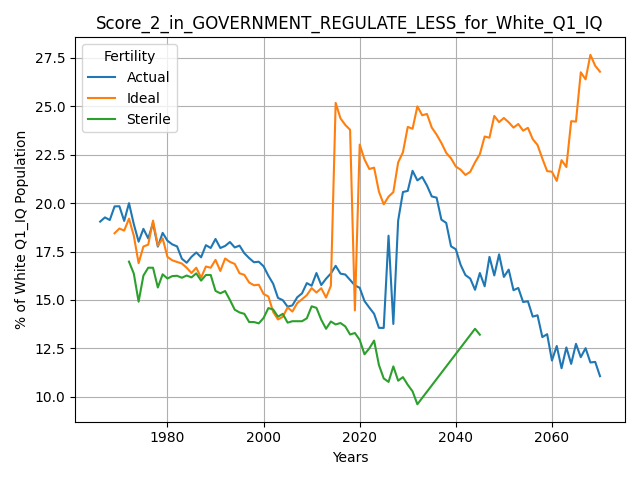 Score_2_in_GOVERNMENT_REGULATE_LESS_for_White_Q1_IQ
% of White Q1_IQ Population
27.5
25.0
22.5
20.0
17.5
15.0
12.5
10.0
Fertility
Actual
Ideal
Sterile
1980
2000
2020
2040
2060
Years